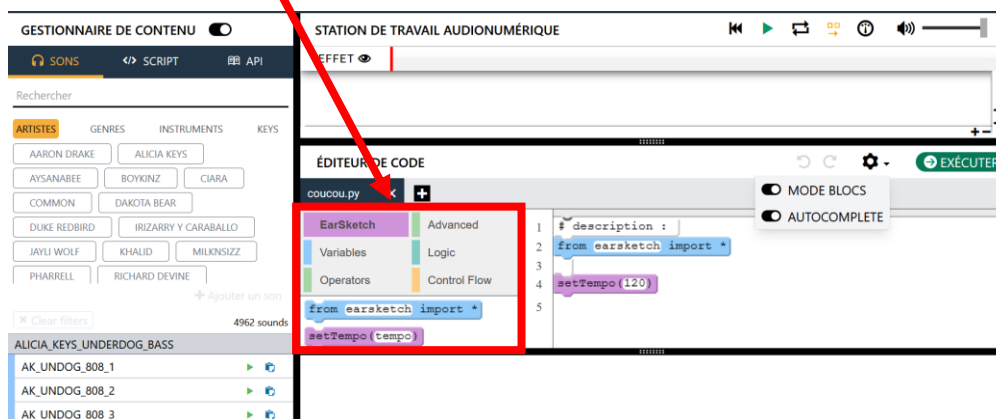 GESTIONNAIRE DE CONTENU
SONS </> SCRIPT API
Rechercher
ARTISTES GENRES INSTRUMENTS KEYS
AARON DRAKE ALICIA KEYS
AYSANABEE BOYKINZ CIARA
COMMON DAKOTA BEAR
DUKE REDBIRD IRIZARRY Y CARABALLO
JAYLI WOLF KHALID MILKNSIZZ
PHARRELL RICHARD DEVINE
+ Ajouter un son
× Clear filters 4962 sounds
ALICIA_KEYS_UNDERDOG_BASS
AK_UNDOG_808_1
AK_UNDOG_808_2
AK_UNDOG_808_3
STATION DE TRAVAIL AUDIONUMÉRIQUE
EFFET
+ −
ÉDITEUR DE CODE
EXÉCUTER
coucou.py ×
MODE BLOCS
AUTOCOMPLETE
EarSketch Advanced
Variables Logic
Operators Control Flow
from earsketch import *
setTempo(tempo)
1 # description :
2 from earsketch import *
3
4 setTempo(120)
5